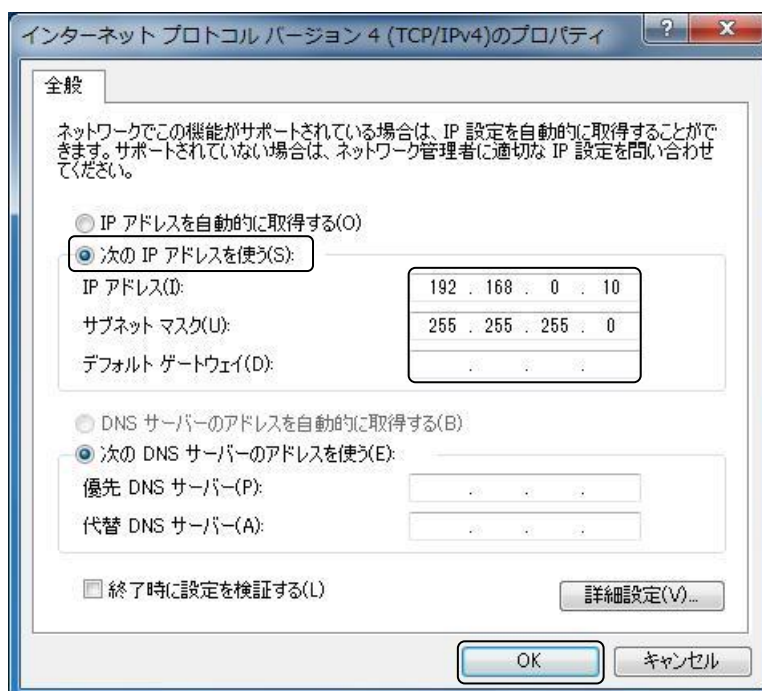 インターネット プロトコル バージョン 4 (TCP/IPv4)のプロパティ
全般
ネットワークでこの機能がサポートされている場合は、IP 設定を自動的に取得することがで
きます。サポートされていない場合は、ネットワーク管理者に適切な IP 設定を問い合わせ
てください。
IP アドレスを自動的に取得する(O)
次の IP アドレスを使う(S):
IP アドレス(I): 192 . 168 . 0 . 10
サブネット マスク(U): 255 . 255 . 255 . 0
デフォルト ゲートウェイ(D): . . .
DNS サーバーのアドレスを自動的に取得する(B)
次の DNS サーバーのアドレスを使う(E):
優先 DNS サーバー(P): . . .
代替 DNS サーバー(A): . . .
終了時に設定を検証する(L)
詳細設定(V)...
OK キャンセル